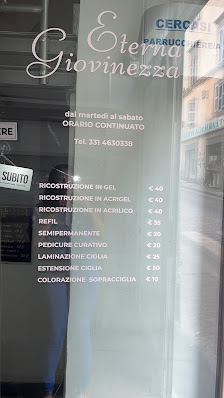 Eterna
Giovinezza
CERCASI
PARRUCCHIERE/A
dal martedì al sabato
ORARIO CONTINUATO
Tel. 331 4630338
SUBITO
RICOSTRUZIONE IN GEL € 40
RICOSTRUZIONE IN ACRIGEL € 40
RICOSTRUZIONE IN ACRILICO € 40
REFIL € 35
SEMIPERMANENTE € 20
PEDICURE CURATIVO € 20
LAMINAZIONE CIGLIA € 25
ESTENSIONE CIGLIA € 50
COLORAZIONE SOPRACCIGLIA € 10